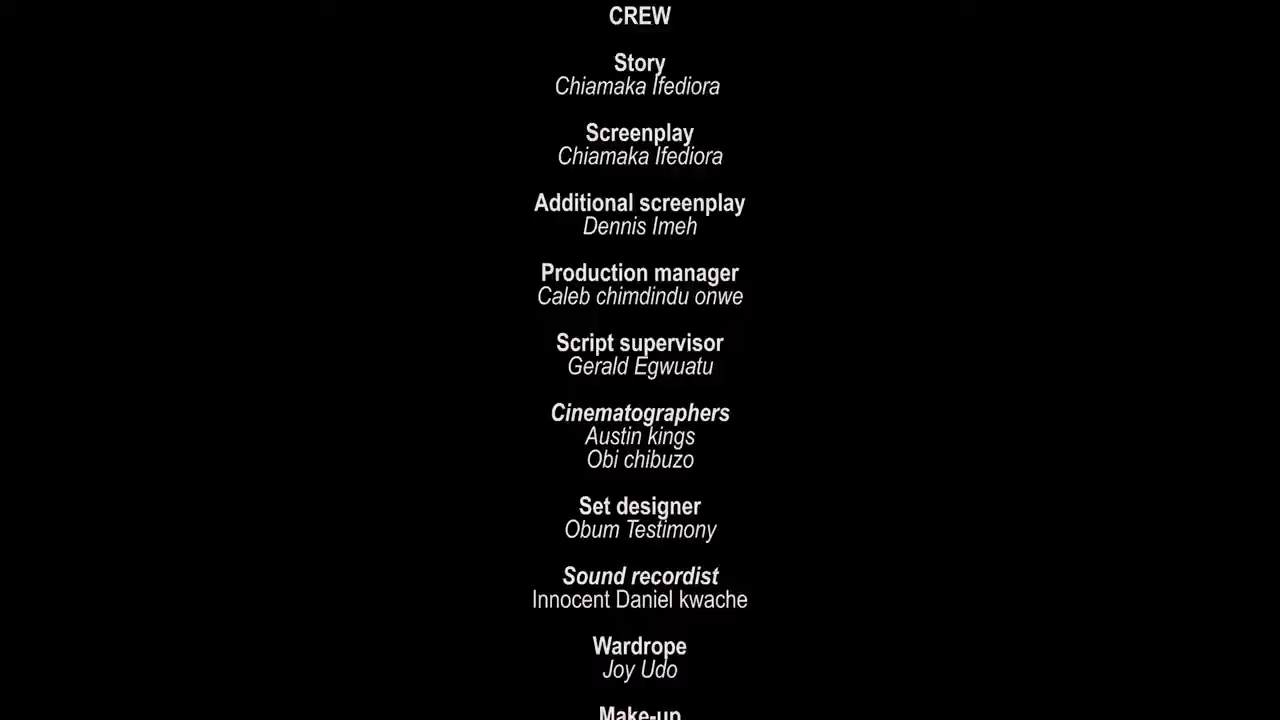 CREW
Story
Chiamaka Ifediora
Screenplay
Chiamaka Ifediora
Additional screenplay
Dennis Imeh
Production manager
Caleb chimdindu onwe
Script supervisor
Gerald Egwuatu
Cinematographers
Austin kings
Obi chibuzo
Set designer
Obum Testimony
Sound recordist
Innocent Daniel kwache
Wardrope
Joy Udo
Make-up